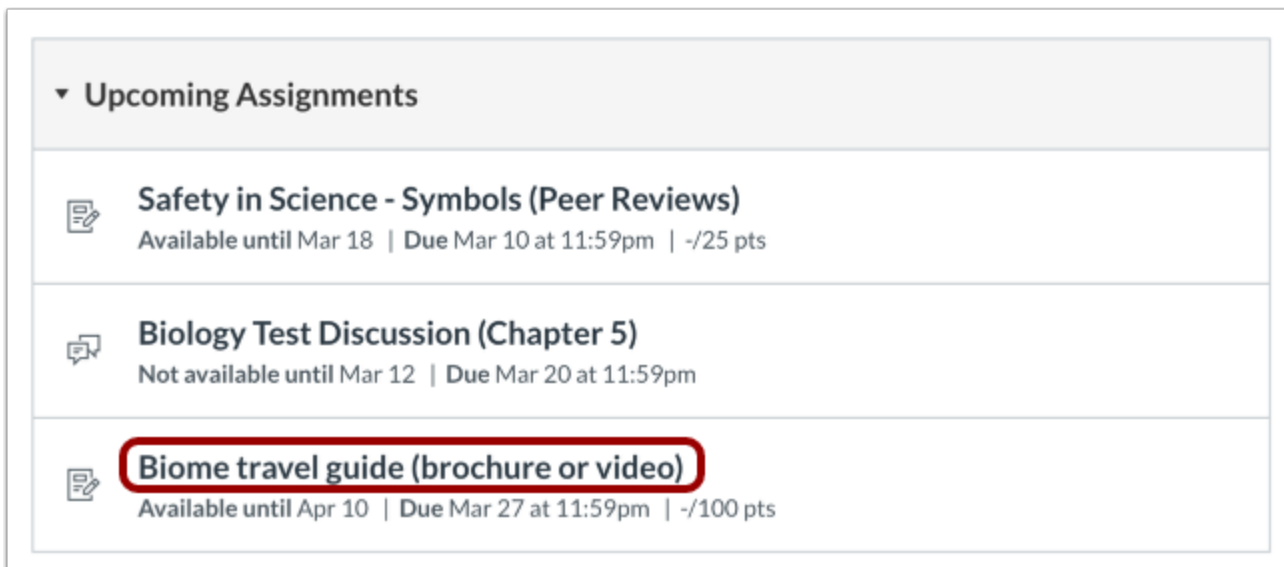 Upcoming Assignments
Safety in Science - Symbols (Peer Reviews)
Available until Mar 18 | Due Mar 10 at 11:59pm | -/25 pts
Biology Test Discussion (Chapter 5)
Not available until Mar 12 | Due Mar 20 at 11:59pm
Biome travel guide (brochure or video)
Available until Apr 10 | Due Mar 27 at 11:59pm | -/100 pts